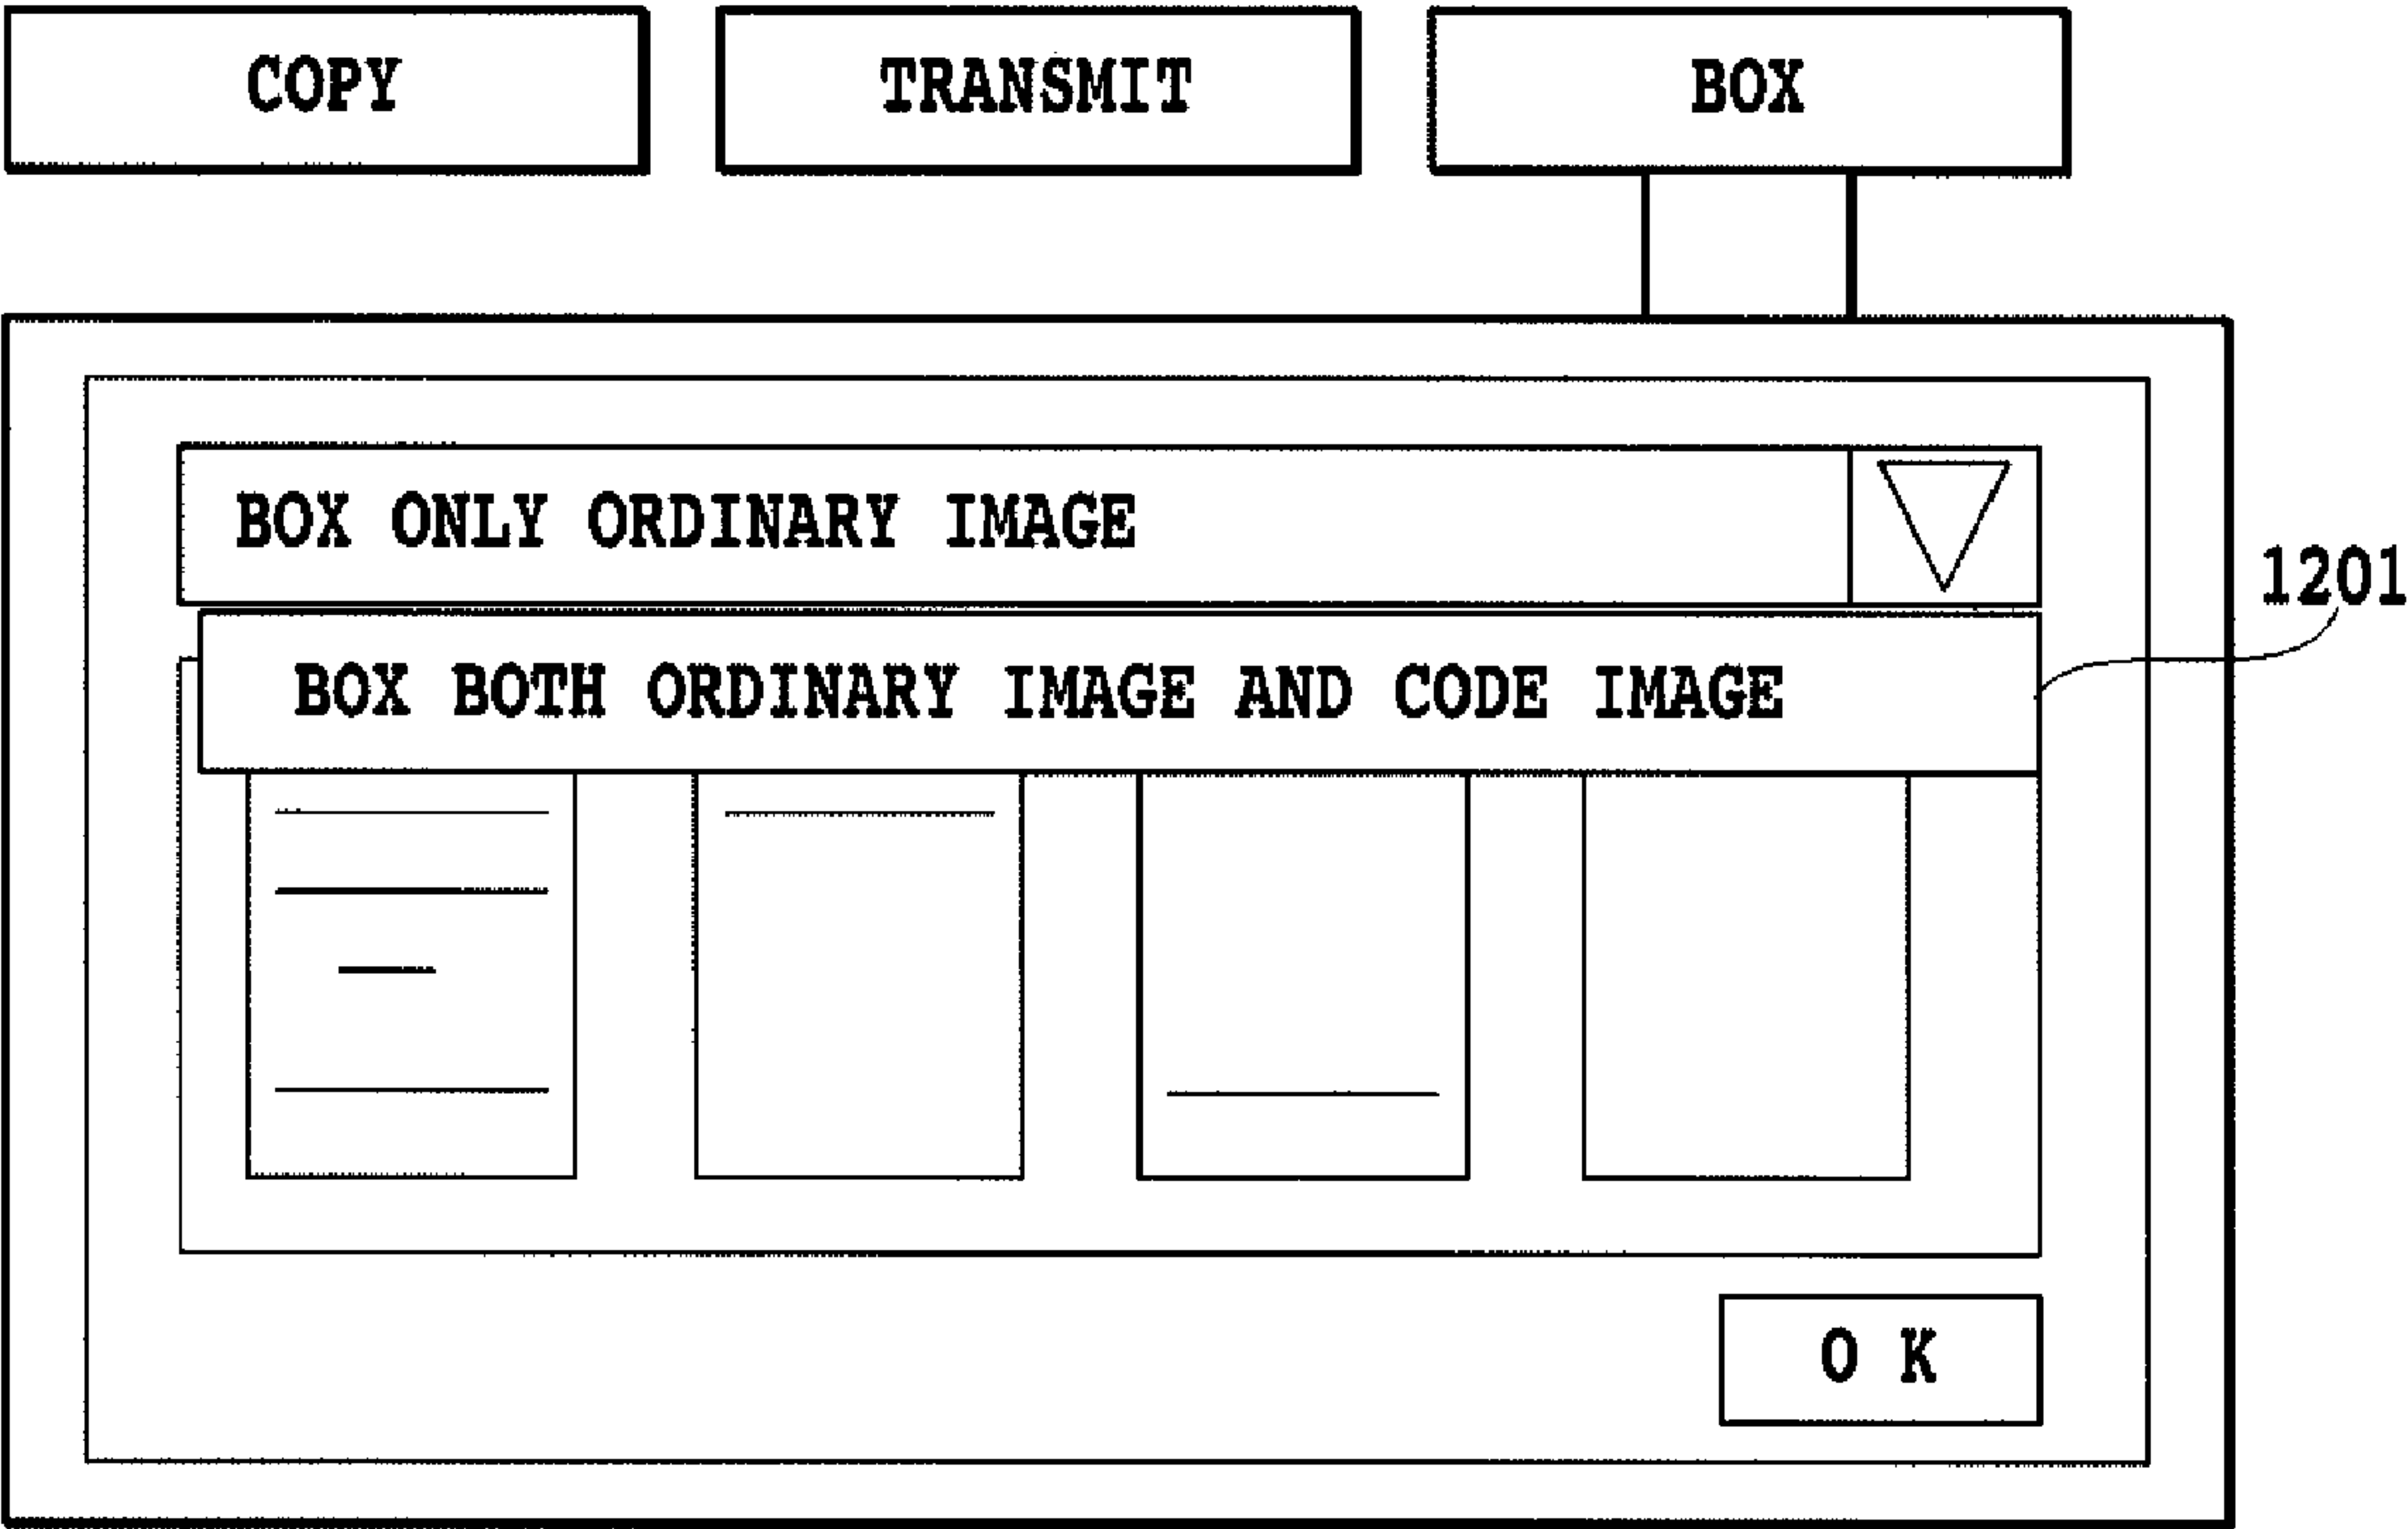 COPY TRANSMIT BOX
BOX ONLY ORDINARY IMAGE
1201
BOX BOTH ORDINARY IMAGE AND CODE IMAGE
O K